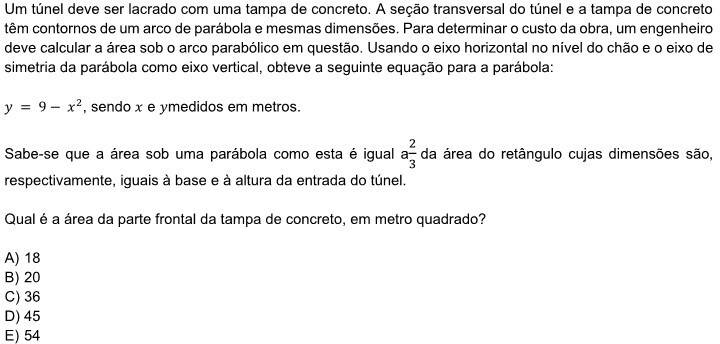 Um túnel deve ser lacrado com uma tampa de concreto. A seção transversal do túnel e a tampa de concreto
têm contornos de um arco de parábola e mesmas dimensões. Para determinar o custo da obra, um engenheiro
deve calcular a área sob o arco parabólico em questão. Usando o eixo horizontal no nível do chão e o eixo de
simetria da parábola como eixo vertical, obteve a seguinte equação para a parábola:
y = 9 − x², sendo x e ymedidos em metros.
Sabe-se que a área sob uma parábola como esta é igual a 2/3 da área do retângulo cujas dimensões são,
respectivamente, iguais à base e à altura da entrada do túnel.
Qual é a área da parte frontal da tampa de concreto, em metro quadrado?
A) 18
B) 20
C) 36
D) 45
E) 54